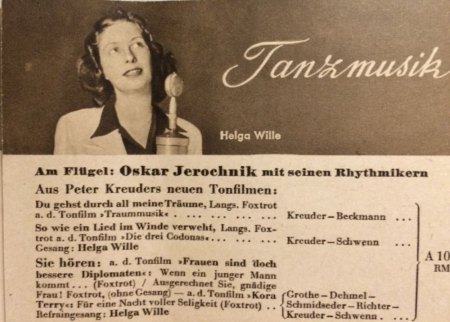 Tanzmusik
Helga Wille
Am Flügel: Oskar Jerochnik mit seinen Rhythmikern
Aus Peter Kreuders neuen Tonfilmen:
Du gehst durch all meine Träume, Langs. Foxtrot
a. d. Tonfilm »Traummusik« . . . . . . . . . Kreuder-Beckmann . . .
So wie ein Lied im Winde verweht, Langs. Fox-
trot a. d. Tonfilm »Die drei Codonas« . . . . Kreuder-Schwenn . . . .
Gesang: Helga Wille
Sie hören: a. d. Tonfilm »Frauen sind doch
bessere Diplomaten«: Wenn ein junger Mann
kommt . . . (Foxtrot) / Ausgerechnet Sie, gnädige
Frau! Foxtrot, (ohne Gesang) — a. d. Tonfilm »Kora
Terry«: Für eine Nacht voller Seligkeit (Foxtrot) . .
Refraingesang: Helga Wille
Grothe-Dehmel-
Schmidseder-Richter-
Kreuder-Schwenn . . . .
A 10
RM